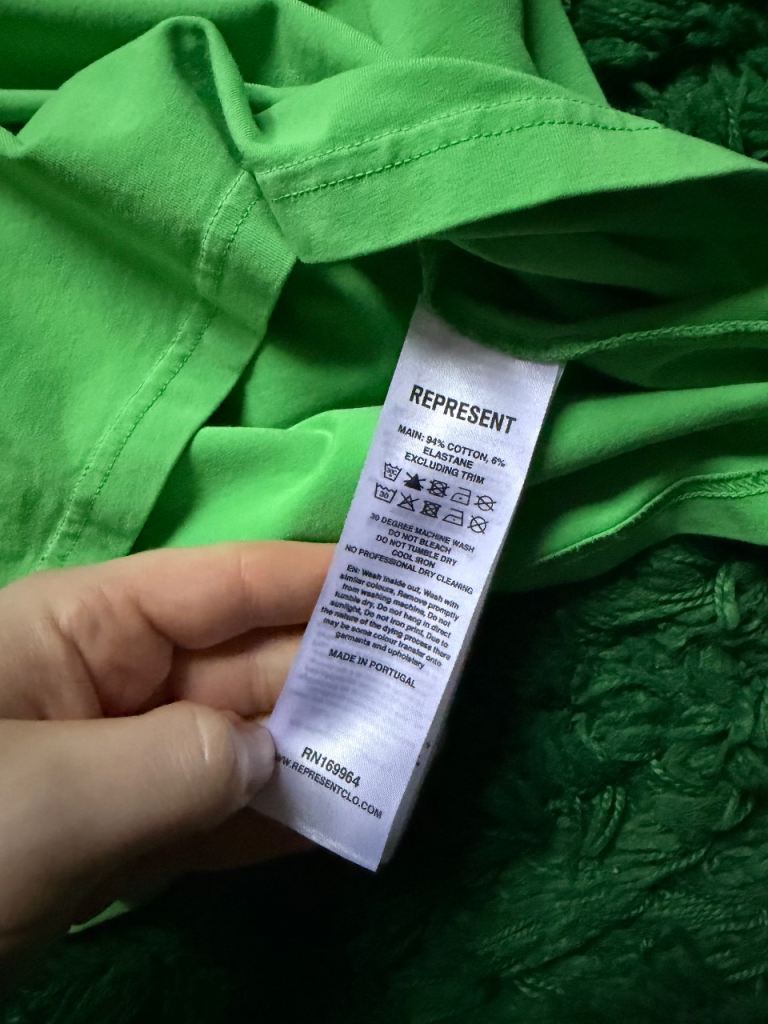 REPRESENT
MAIN: 94% COTTON, 6%
ELASTANE
EXCLUDING TRIM
30
30 DEGREE MACHINE WASH
DO NOT BLEACH
DO NOT TUMBLE DRY
COOL IRON
NO PROFESSIONAL DRY CLEANING
EN: Wash inside out, Wash with
similar colours, Remove promptly
from washing machine, Do not
tumble dry, Do not hang in direct
sunlight, Do not iron print, Due to
the nature of the dying process there
may be some colour transfer onto
garments and upholstery
MADE IN PORTUGAL
RN169964
WW.REPRESENTCLO.COM